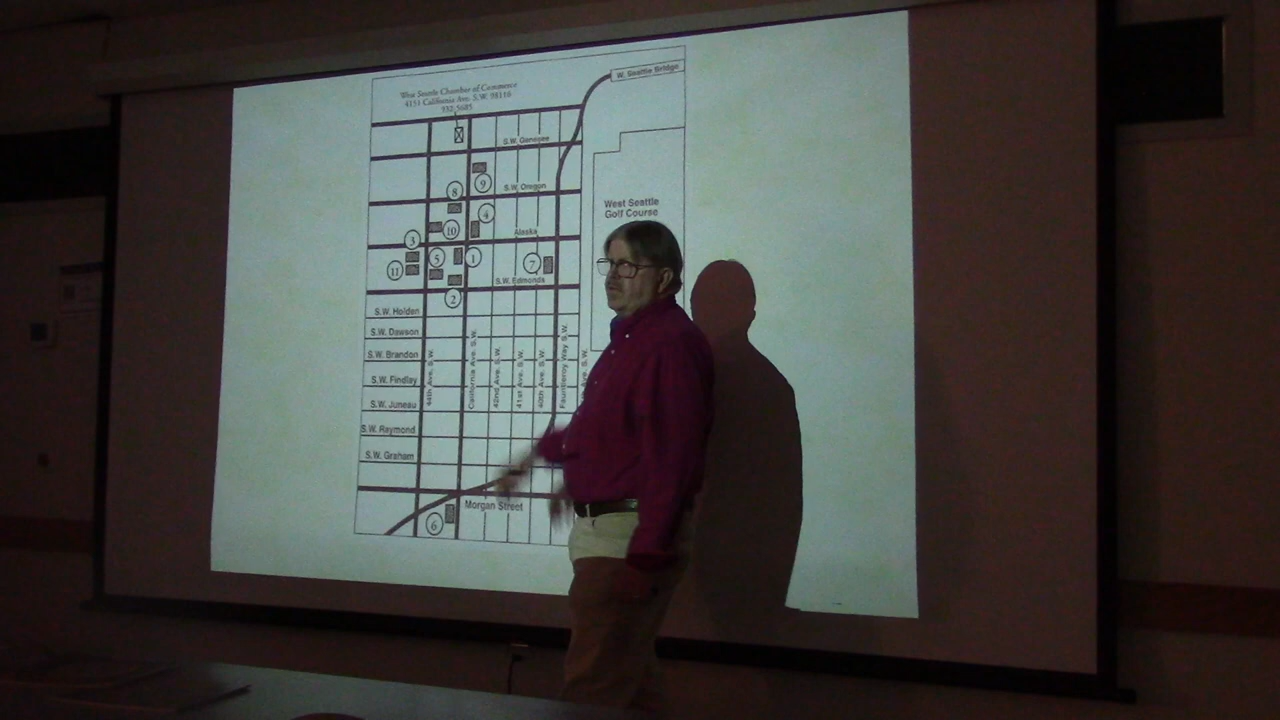 West Seattle Chamber of Commerce
4151 California Ave. S.W. 98116
932-5685
W. Seattle Bridge
S.W. Genesee
9
8
S.W. Oregon
4
West Seattle
Golf Course
10
Alaska
3
5
1
7
11
S.W. Edmonds
2
S.W. Holden
S.W. Dawson
S.W. Brandon
S.W. Findlay
S.W. Juneau
S.W. Raymond
S.W. Graham
44th Ave. S.W.
California Ave. S.W.
42nd Ave. S.W.
41st Ave. S.W.
40th Ave. S.W.
Fauntleroy Way S.W.
Ave. S.W.
Morgan Street
6